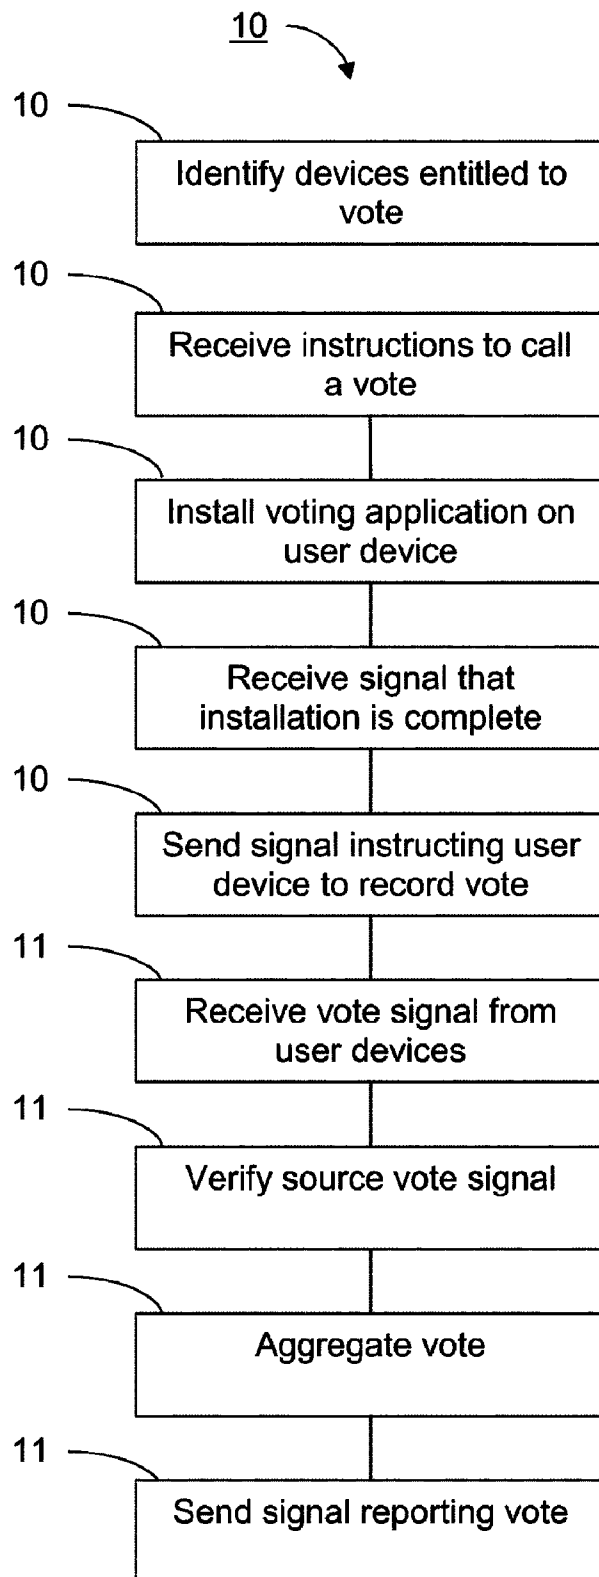 10
10
Identify devices entitled to
vote
10
Receive instructions to call
a vote
10
Install voting application on
user device
10
Receive signal that
installation is complete
10
Send signal instructing user
device to record vote
11
Receive vote signal from
user devices
11
Verify source vote signal
11
Aggregate vote
11
Send signal reporting vote